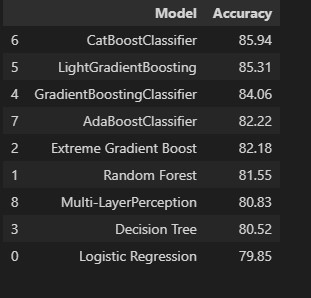 Model Accuracy
6 CatBoostClassifier 85.94
5 LightGradientBoosting 85.31
4 GradientBoostingClassifier 84.06
7 AdaBoostClassifier 82.22
2 Extreme Gradient Boost 82.18
1 Random Forest 81.55
8 Multi-LayerPerception 80.83
3 Decision Tree 80.52
0 Logistic Regression 79.85